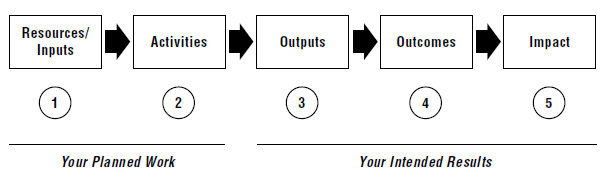 Resources/
Inputs
Activities
Outputs
Outcomes
Impact
1
2
3
4
5
Your Planned Work
Your Intended Results